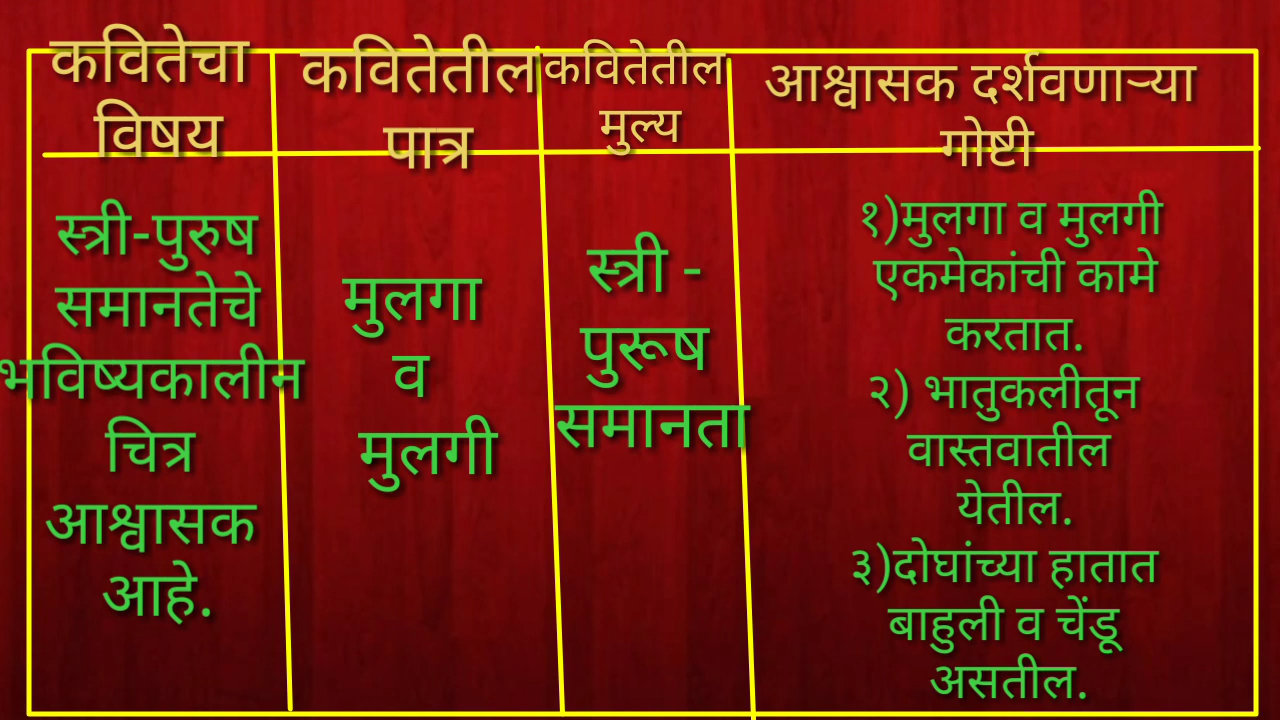 कवितेचा
विषय
कवितेतील
पात्र
कवितेतील
मुल्य
आश्वासक दर्शवणाऱ्या
गोष्टी
स्त्री-पुरुष
समानतेचे
भविष्यकालीन
चित्र
आश्वासक
आहे.
मुलगा
व
मुलगी
स्त्री -
पुरूष
समानता
१)मुलगा व मुलगी
एकमेकांची कामे
करतात.
२) भातुकलीतून
वास्तवातील
येतील.
३)दोघांच्या हातात
बाहुली व चेंडू
असतील.